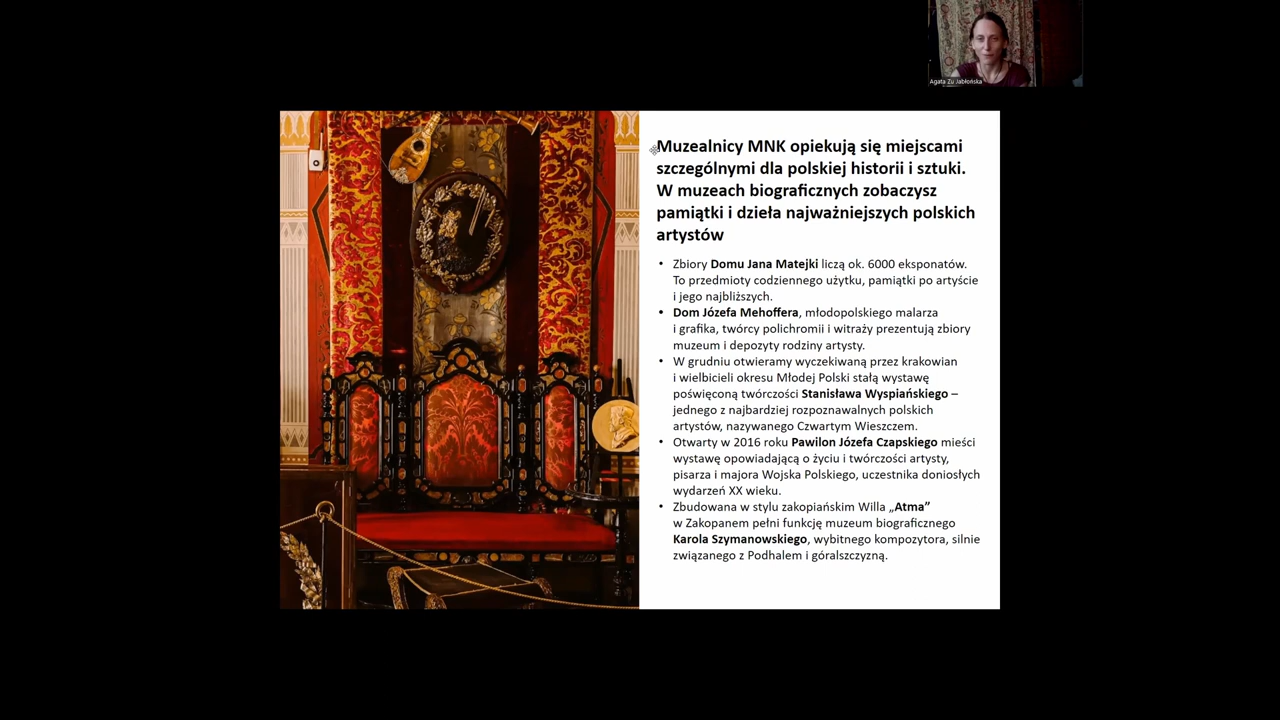 Agata Zu Jabłońska
Muzealnicy MNK opiekują się miejscami
szczególnymi dla polskiej historii i sztuki.
W muzeach biograficznych zobaczysz
pamiątki i dzieła najważniejszych polskich
artystów
• Zbiory Domu Jana Matejki liczą ok. 6000 eksponatów.
To przedmioty codziennego użytku, pamiątki po artyście
i jego najbliższych.
• Dom Józefa Mehoffera, młodopolskiego malarza
i grafika, twórcy polichromii i witraży prezentują zbiory
muzeum i depozyty rodziny artysty.
• W grudniu otwieramy wyczekiwaną przez krakowian
i wielbicieli okresu Młodej Polski stałą wystawę
poświęconą twórczości Stanisława Wyspiańskiego –
jednego z najbardziej rozpoznawalnych polskich
artystów, nazywanego Czwartym Wieszczem.
• Otwarty w 2016 roku Pawilon Józefa Czapskiego mieści
wystawę opowiadającą o życiu i twórczości artysty,
pisarza i majora Wojska Polskiego, uczestnika doniosłych
wydarzeń XX wieku.
• Zbudowana w stylu zakopiańskim Willa „Atma”
w Zakopanem pełni funkcję muzeum biograficznego
Karola Szymanowskiego, wybitnego kompozytora, silnie
związanego z Podhalem i góralszczyzną.